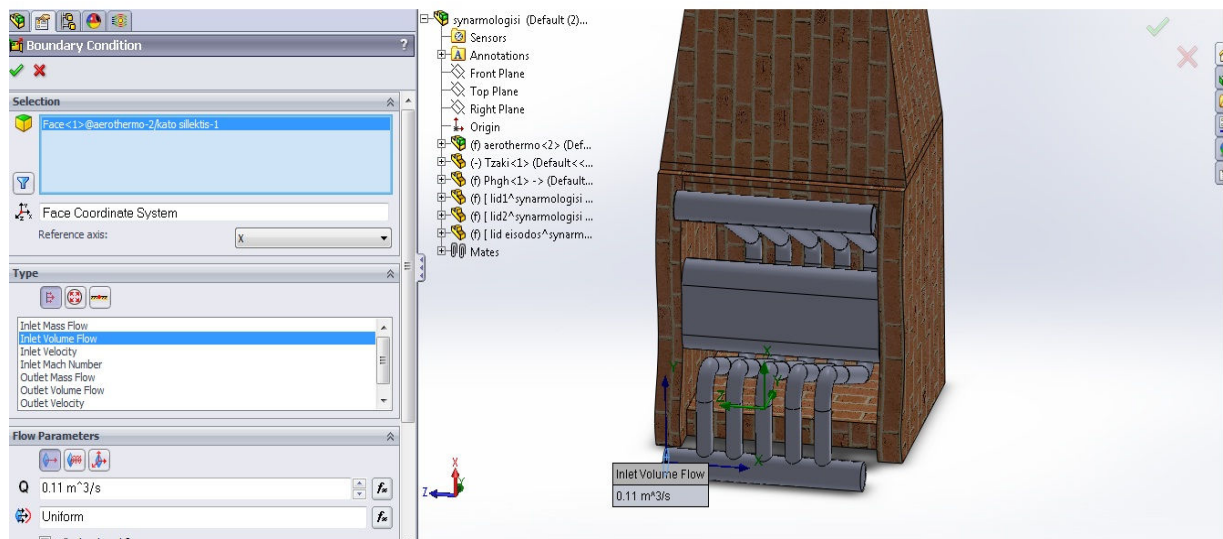 Boundary Condition ?
Selection
Face<1>@aerothermo-2/kato sillektis-1
Face Coordinate System
Reference axis: X
Type
Inlet Mass Flow
Inlet Volume Flow
Inlet Velocity
Inlet Mach Number
Outlet Mass Flow
Outlet Volume Flow
Outlet Velocity
Flow Parameters
Q 0.11 m^3/s
Uniform
synarmologisi (Default (2)...
Sensors
A Annotations
Front Plane
Top Plane
Right Plane
Origin
(f) aerothermo<2> (Def...
(-) Tzaki<1> (Default<<...
(f) Phgh<1> -> (Default...
(f) [ lid1^synarmologisi ...
(f) [ lid2^synarmologisi ...
(f) [ lid eisodos^synarm...
Mates
X
Z
Y
X
Y
Z
X
Inlet Volume Flow
0.11 m^3/s